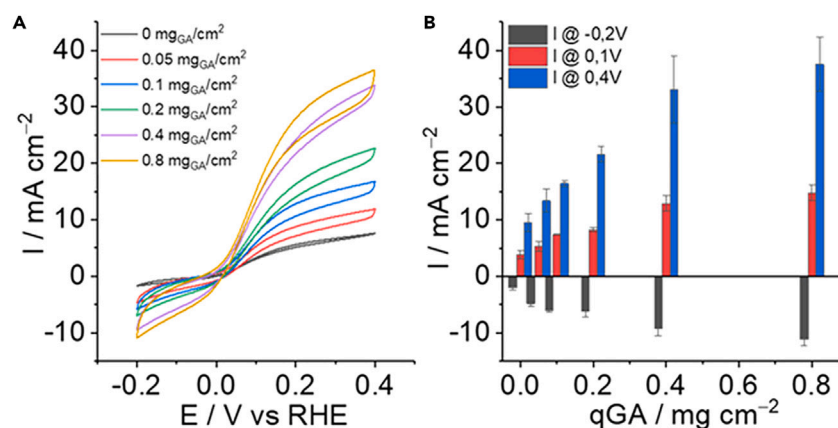 A
0 mgGA/cm²
0.05 mgGA/cm²
0.1 mgGA/cm²
0.2 mgGA/cm²
0.4 mgGA/cm²
0.8 mgGA/cm²
40
30
20
10
0
-10
I / mA cm⁻²
-0.2 0.0 0.2 0.4
E / V vs RHE
B
I @ -0,2V
I @ 0,1V
I @ 0,4V
40
30
20
10
0
-10
I / mA cm⁻²
0.0 0.2 0.4 0.6 0.8
qGA / mg cm⁻²